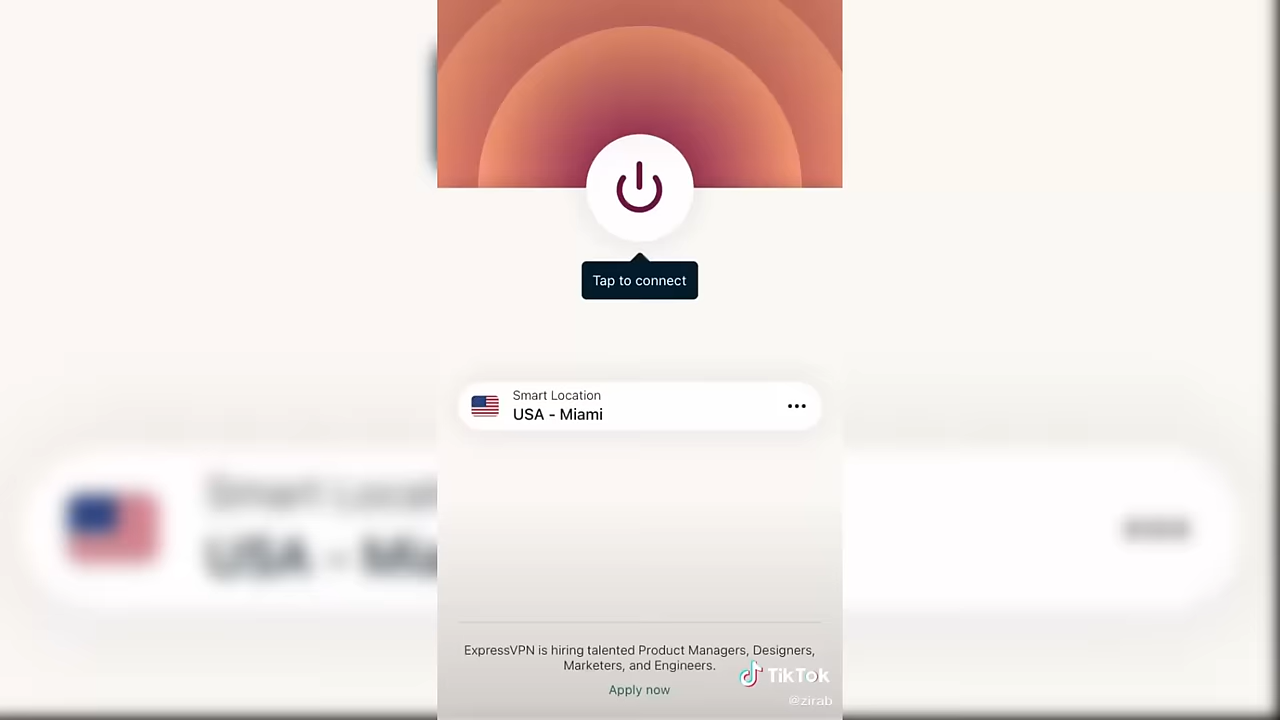 Tap to connect
Smart Location
USA - Miami
ExpressVPN is hiring talented Product Managers, Designers,
Marketers, and Engineers.
Apply now
TikTok
@zirab